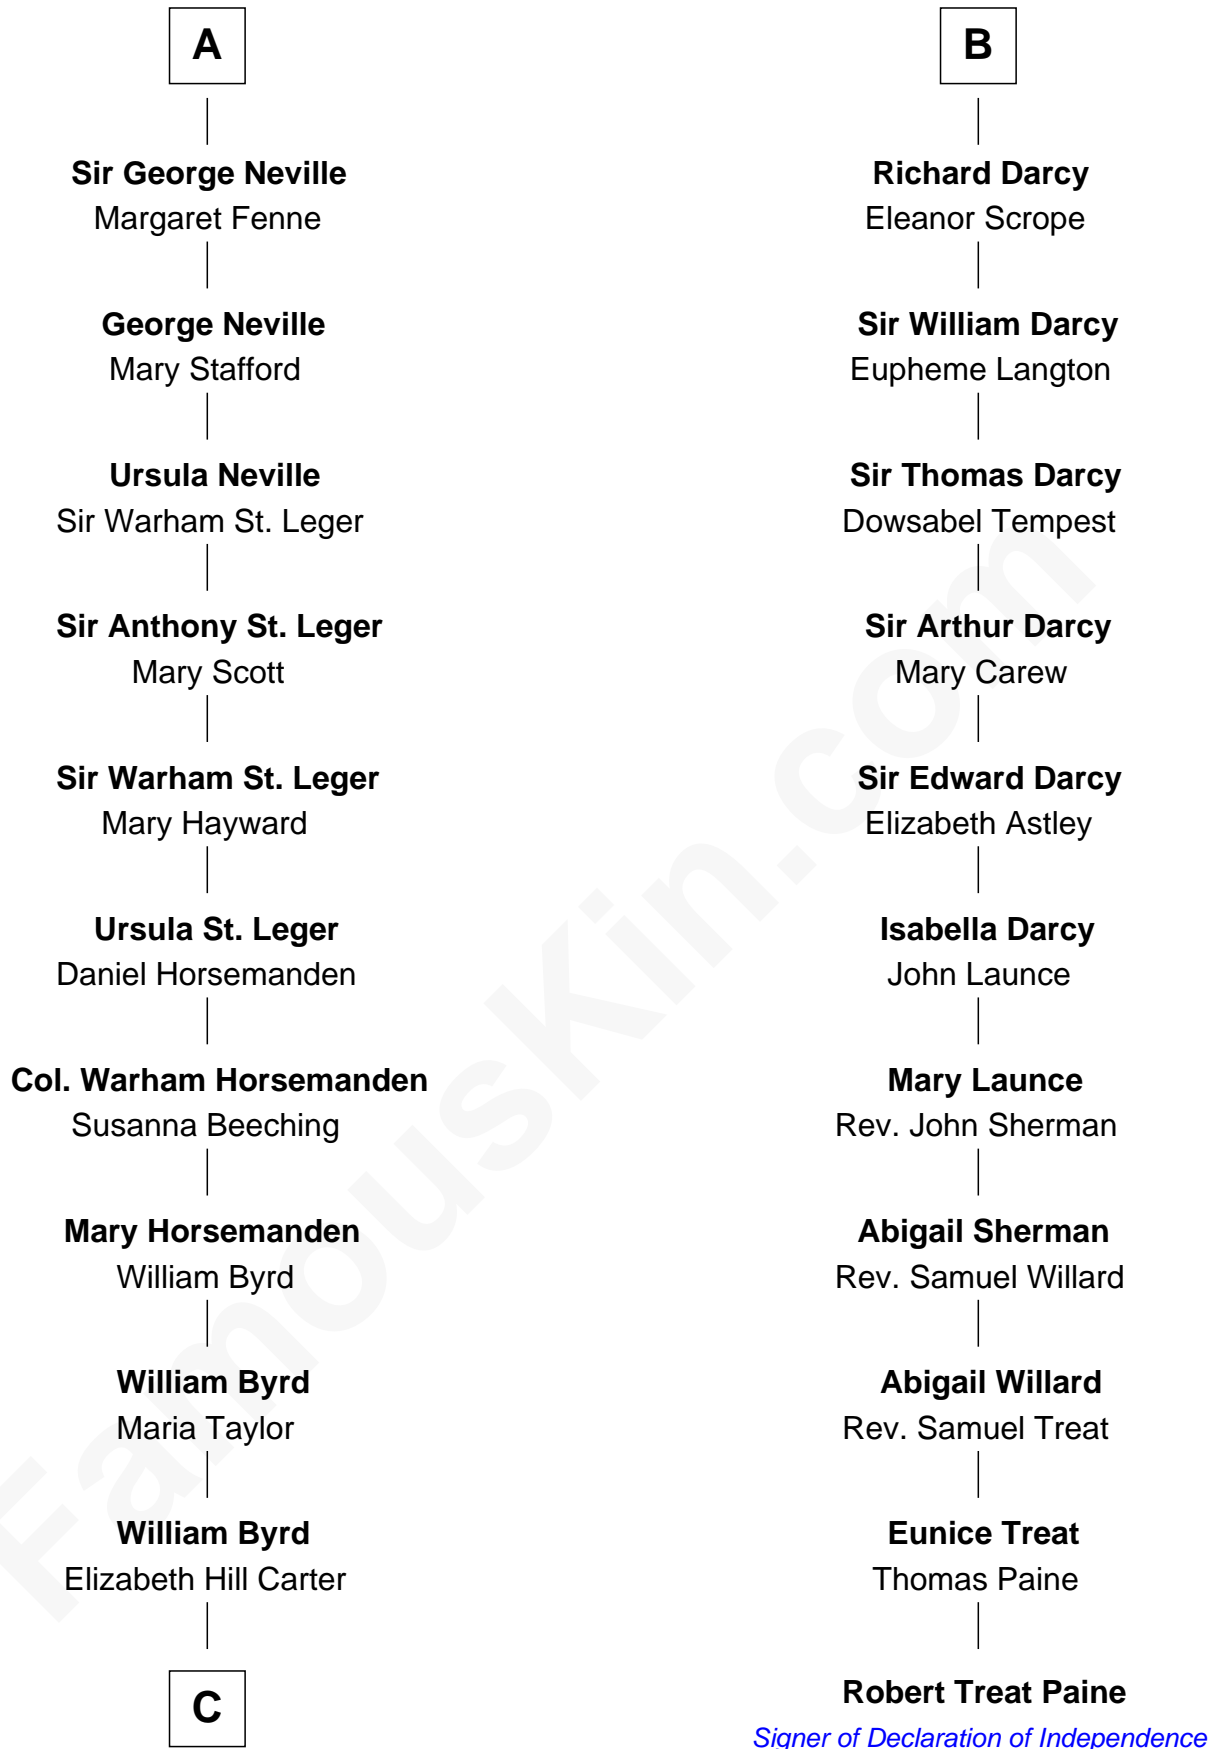 A
Sir George Neville
Margaret Fenne
George Neville
Mary Stafford
Ursula Neville
Sir Warham St. Leger
Sir Anthony St. Leger
Mary Scott
Sir Warham St. Leger
Mary Hayward
Ursula St. Leger
Daniel Horsemanden
Col. Warham Horsemanden
Susanna Beeching
Mary Horsemanden
William Byrd
William Byrd
Maria Taylor
William Byrd
Elizabeth Hill Carter
C
B
Richard Darcy
Eleanor Scrope
Sir William Darcy
Eupheme Langton
Sir Thomas Darcy
Dowsabel Tempest
Sir Arthur Darcy
Mary Carew
Sir Edward Darcy
Elizabeth Astley
Isabella Darcy
John Launce
Mary Launce
Rev. John Sherman
Abigail Sherman
Rev. Samuel Willard
Abigail Willard
Rev. Samuel Treat
Eunice Treat
Thomas Paine
Robert Treat Paine
Signer of Declaration of Independence
FamousKin.com